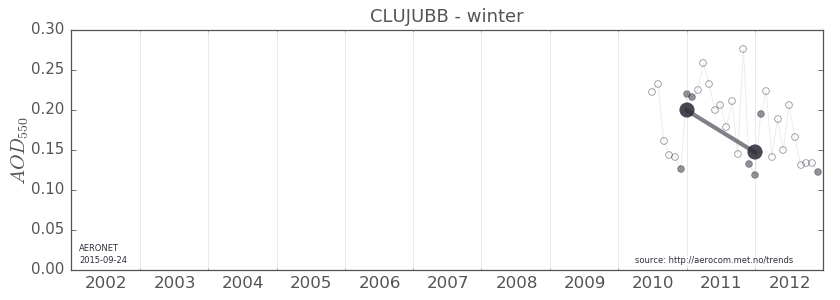 CLUJUBB - winter
0.30
0.25
0.20
0.15
0.10
0.05
0.00
AOD550
AERONET
2015-09-24
source: http://aerocom.met.no/trends
2002 2003 2004 2005 2006 2007 2008 2009 2010 2011 2012